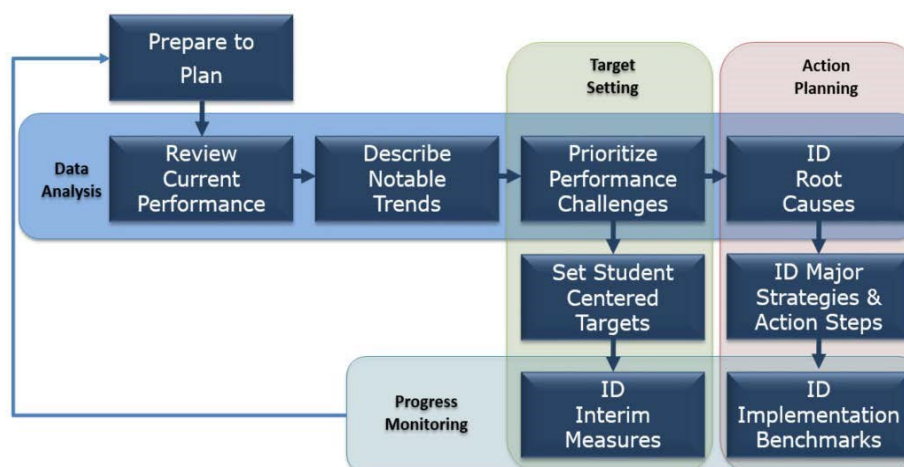 Prepare to
Plan
Target
Setting
Action
Planning
Data
Analysis
Review
Current
Performance
Describe
Notable
Trends
Prioritize
Performance
Challenges
ID
Root
Causes
Set Student
Centered
Targets
ID Major
Strategies &
Action Steps
Progress
Monitoring
ID
Interim
Measures
ID
Implementation
Benchmarks